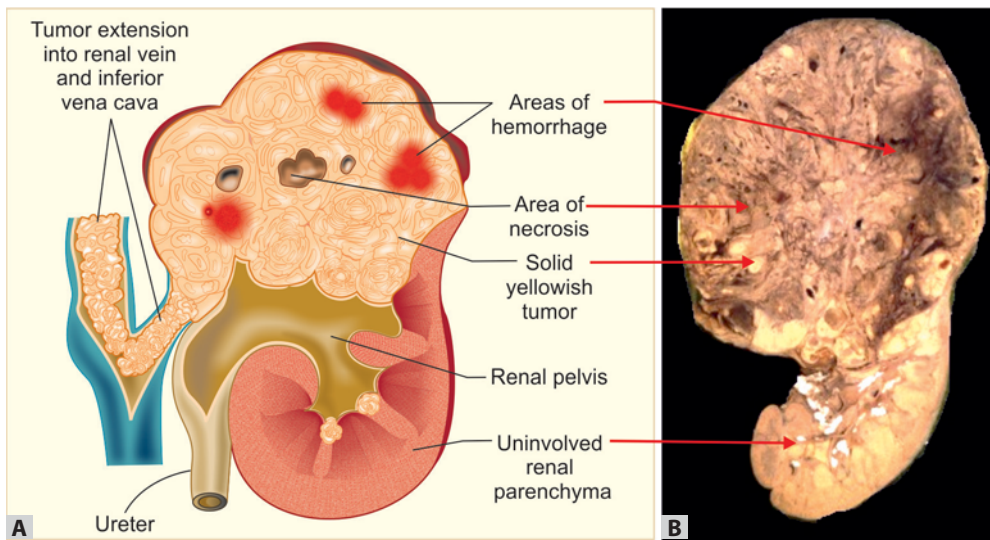 Tumor extension
into renal vein
and inferior
vena cava
Areas of
hemorrhage
Area of
necrosis
Solid
yellowish
tumor
Renal pelvis
Uninvolved
renal
parenchyma
Ureter
A
B